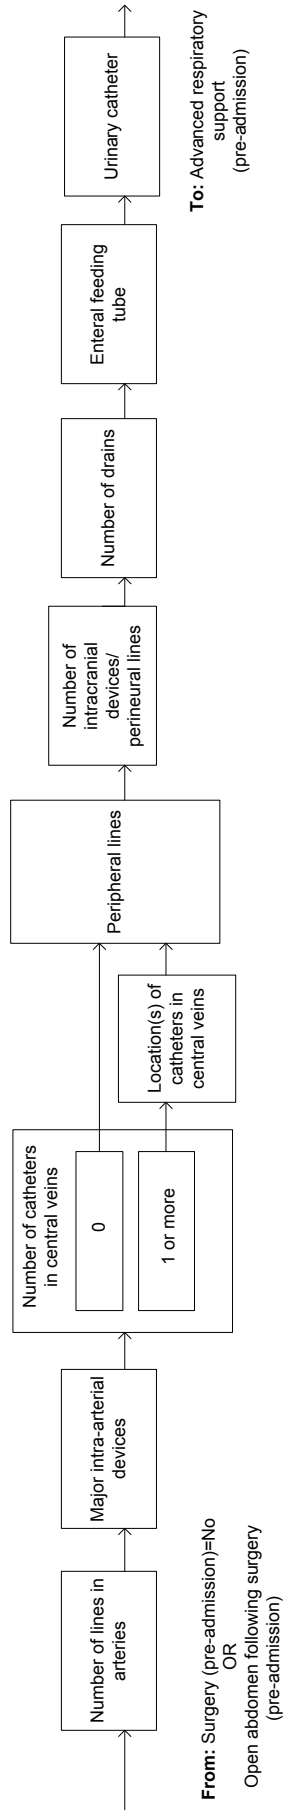 Number of lines in
arteries
Major intra-arterial
devices
Number of catheters
in central veins
0
1 or more
Location(s) of
catheters in
central veins
Peripheral lines
Number of
intracranial
devices/
perineural lines
Number of drains
Enteral feeding
tube
Urinary catheter
From: Surgery (pre-admission)=No
OR
Open abdomen following surgery
(pre-admission)
To: Advanced respiratory
support
(pre-admission)